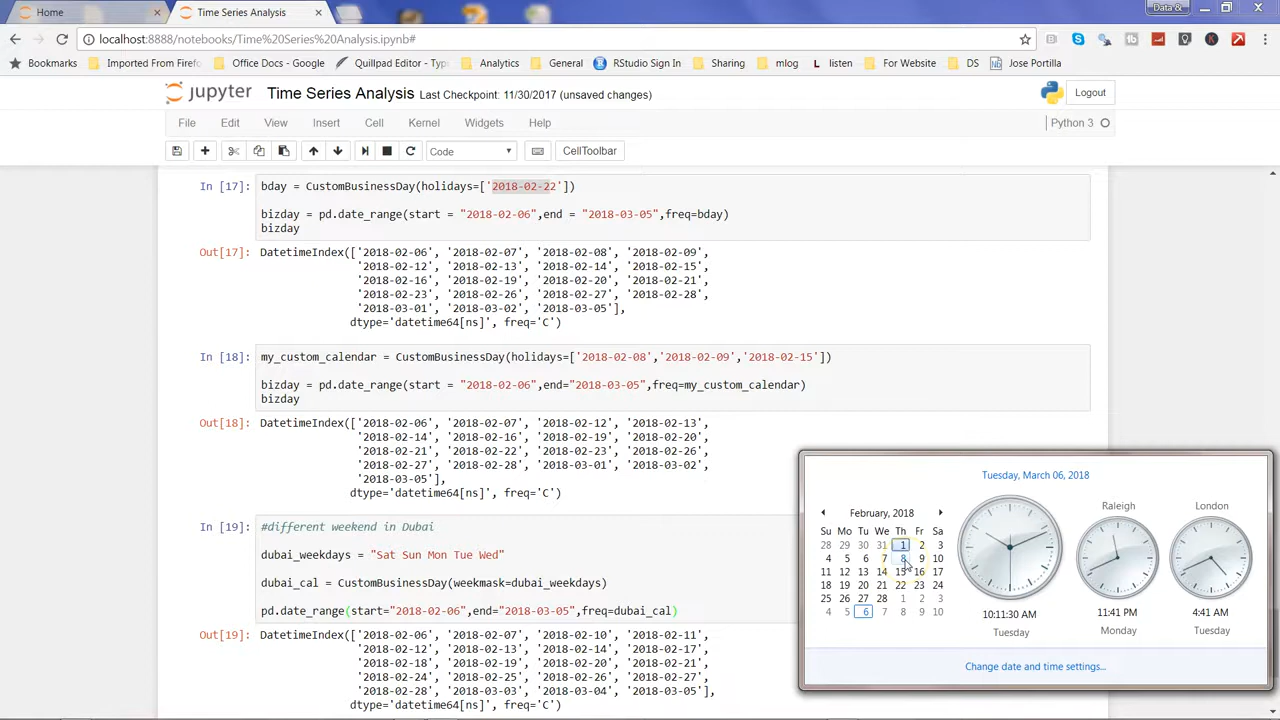 Home
Time Series Analysis
Data &
localhost:8888/notebooks/Time%20Series%20Analysis.ipynb#
Bookmarks Imported From Firef Office Docs - Google Quillpad Editor - Typ Analytics General RStudio Sign In Sharing mlog listen For Website DS Jose Portilla
jupyter Time Series Analysis Last Checkpoint: 11/30/2017 (unsaved changes) Logout
File Edit View Insert Cell Kernel Widgets Help Python 3
Code CellToolbar
In [17]: bday = CustomBusinessDay(holidays=['2018-02-22'])
bizday = pd.date_range(start = "2018-02-06",end = "2018-03-05",freq=bday)
bizday
Out[17]: DatetimeIndex(['2018-02-06', '2018-02-07', '2018-02-08', '2018-02-09',
'2018-02-12', '2018-02-13', '2018-02-14', '2018-02-15',
'2018-02-16', '2018-02-19', '2018-02-20', '2018-02-21',
'2018-02-23', '2018-02-26', '2018-02-27', '2018-02-28',
'2018-03-01', '2018-03-02', '2018-03-05'],
dtype='datetime64[ns]', freq='C')
In [18]: my_custom_calendar = CustomBusinessDay(holidays=['2018-02-08','2018-02-09','2018-02-15'])
bizday = pd.date_range(start = "2018-02-06",end="2018-03-05",freq=my_custom_calendar)
bizday
Out[18]: DatetimeIndex(['2018-02-06', '2018-02-07', '2018-02-12', '2018-02-13',
'2018-02-14', '2018-02-16', '2018-02-19', '2018-02-20',
'2018-02-21', '2018-02-22', '2018-02-23', '2018-02-26',
'2018-02-27', '2018-02-28', '2018-03-01', '2018-03-02',
'2018-03-05'],
dtype='datetime64[ns]', freq='C')
In [19]: #different weekend in Dubai
dubai_weekdays = "Sat Sun Mon Tue Wed"
dubai_cal = CustomBusinessDay(weekmask=dubai_weekdays)
pd.date_range(start="2018-02-06",end="2018-03-05",freq=dubai_cal)
Out[19]: DatetimeIndex(['2018-02-06', '2018-02-07', '2018-02-10', '2018-02-11',
'2018-02-12', '2018-02-13', '2018-02-14', '2018-02-17',
'2018-02-18', '2018-02-19', '2018-02-20', '2018-02-21',
'2018-02-24', '2018-02-25', '2018-02-26', '2018-02-27',
'2018-02-28', '2018-03-03', '2018-03-04', '2018-03-05'],
dtype='datetime64[ns]', freq='C')
Tuesday, March 06, 2018
February, 2018
Su Mo Tu We Th Fr Sa
28 29 30 31 1 2 3
4 5 6 7 8 9 10
11 12 13 14 15 16 17
18 19 20 21 22 23 24
25 26 27 28 1 2 3
4 5 6 7 8 9 10
10:11:30 AM
Tuesday
Raleigh
11:41 PM
Monday
London
4:41 AM
Tuesday
Change date and time settings...